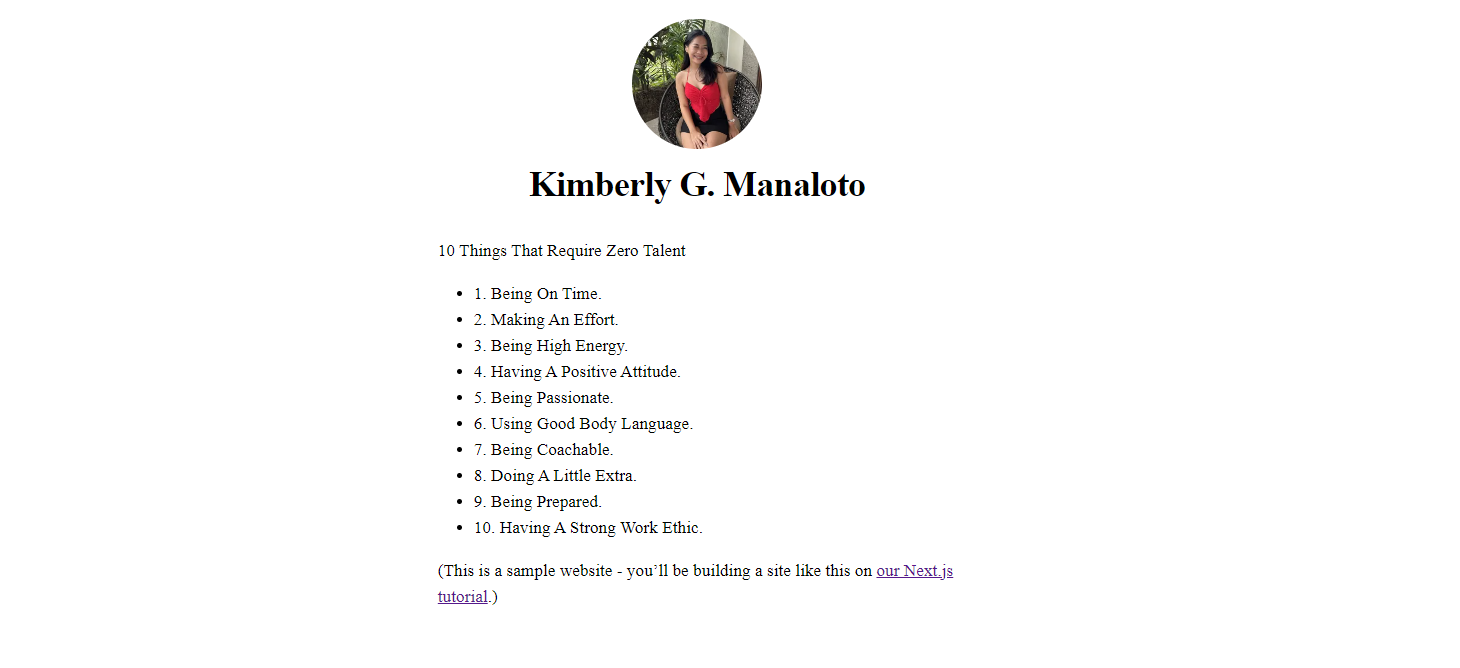 Kimberly G. Manaloto
10 Things That Require Zero Talent
• 1. Being On Time.
• 2. Making An Effort.
• 3. Being High Energy.
• 4. Having A Positive Attitude.
• 5. Being Passionate.
• 6. Using Good Body Language.
• 7. Being Coachable.
• 8. Doing A Little Extra.
• 9. Being Prepared.
• 10. Having A Strong Work Ethic.
(This is a sample website - you’ll be building a site like this on our Next.js
tutorial.)